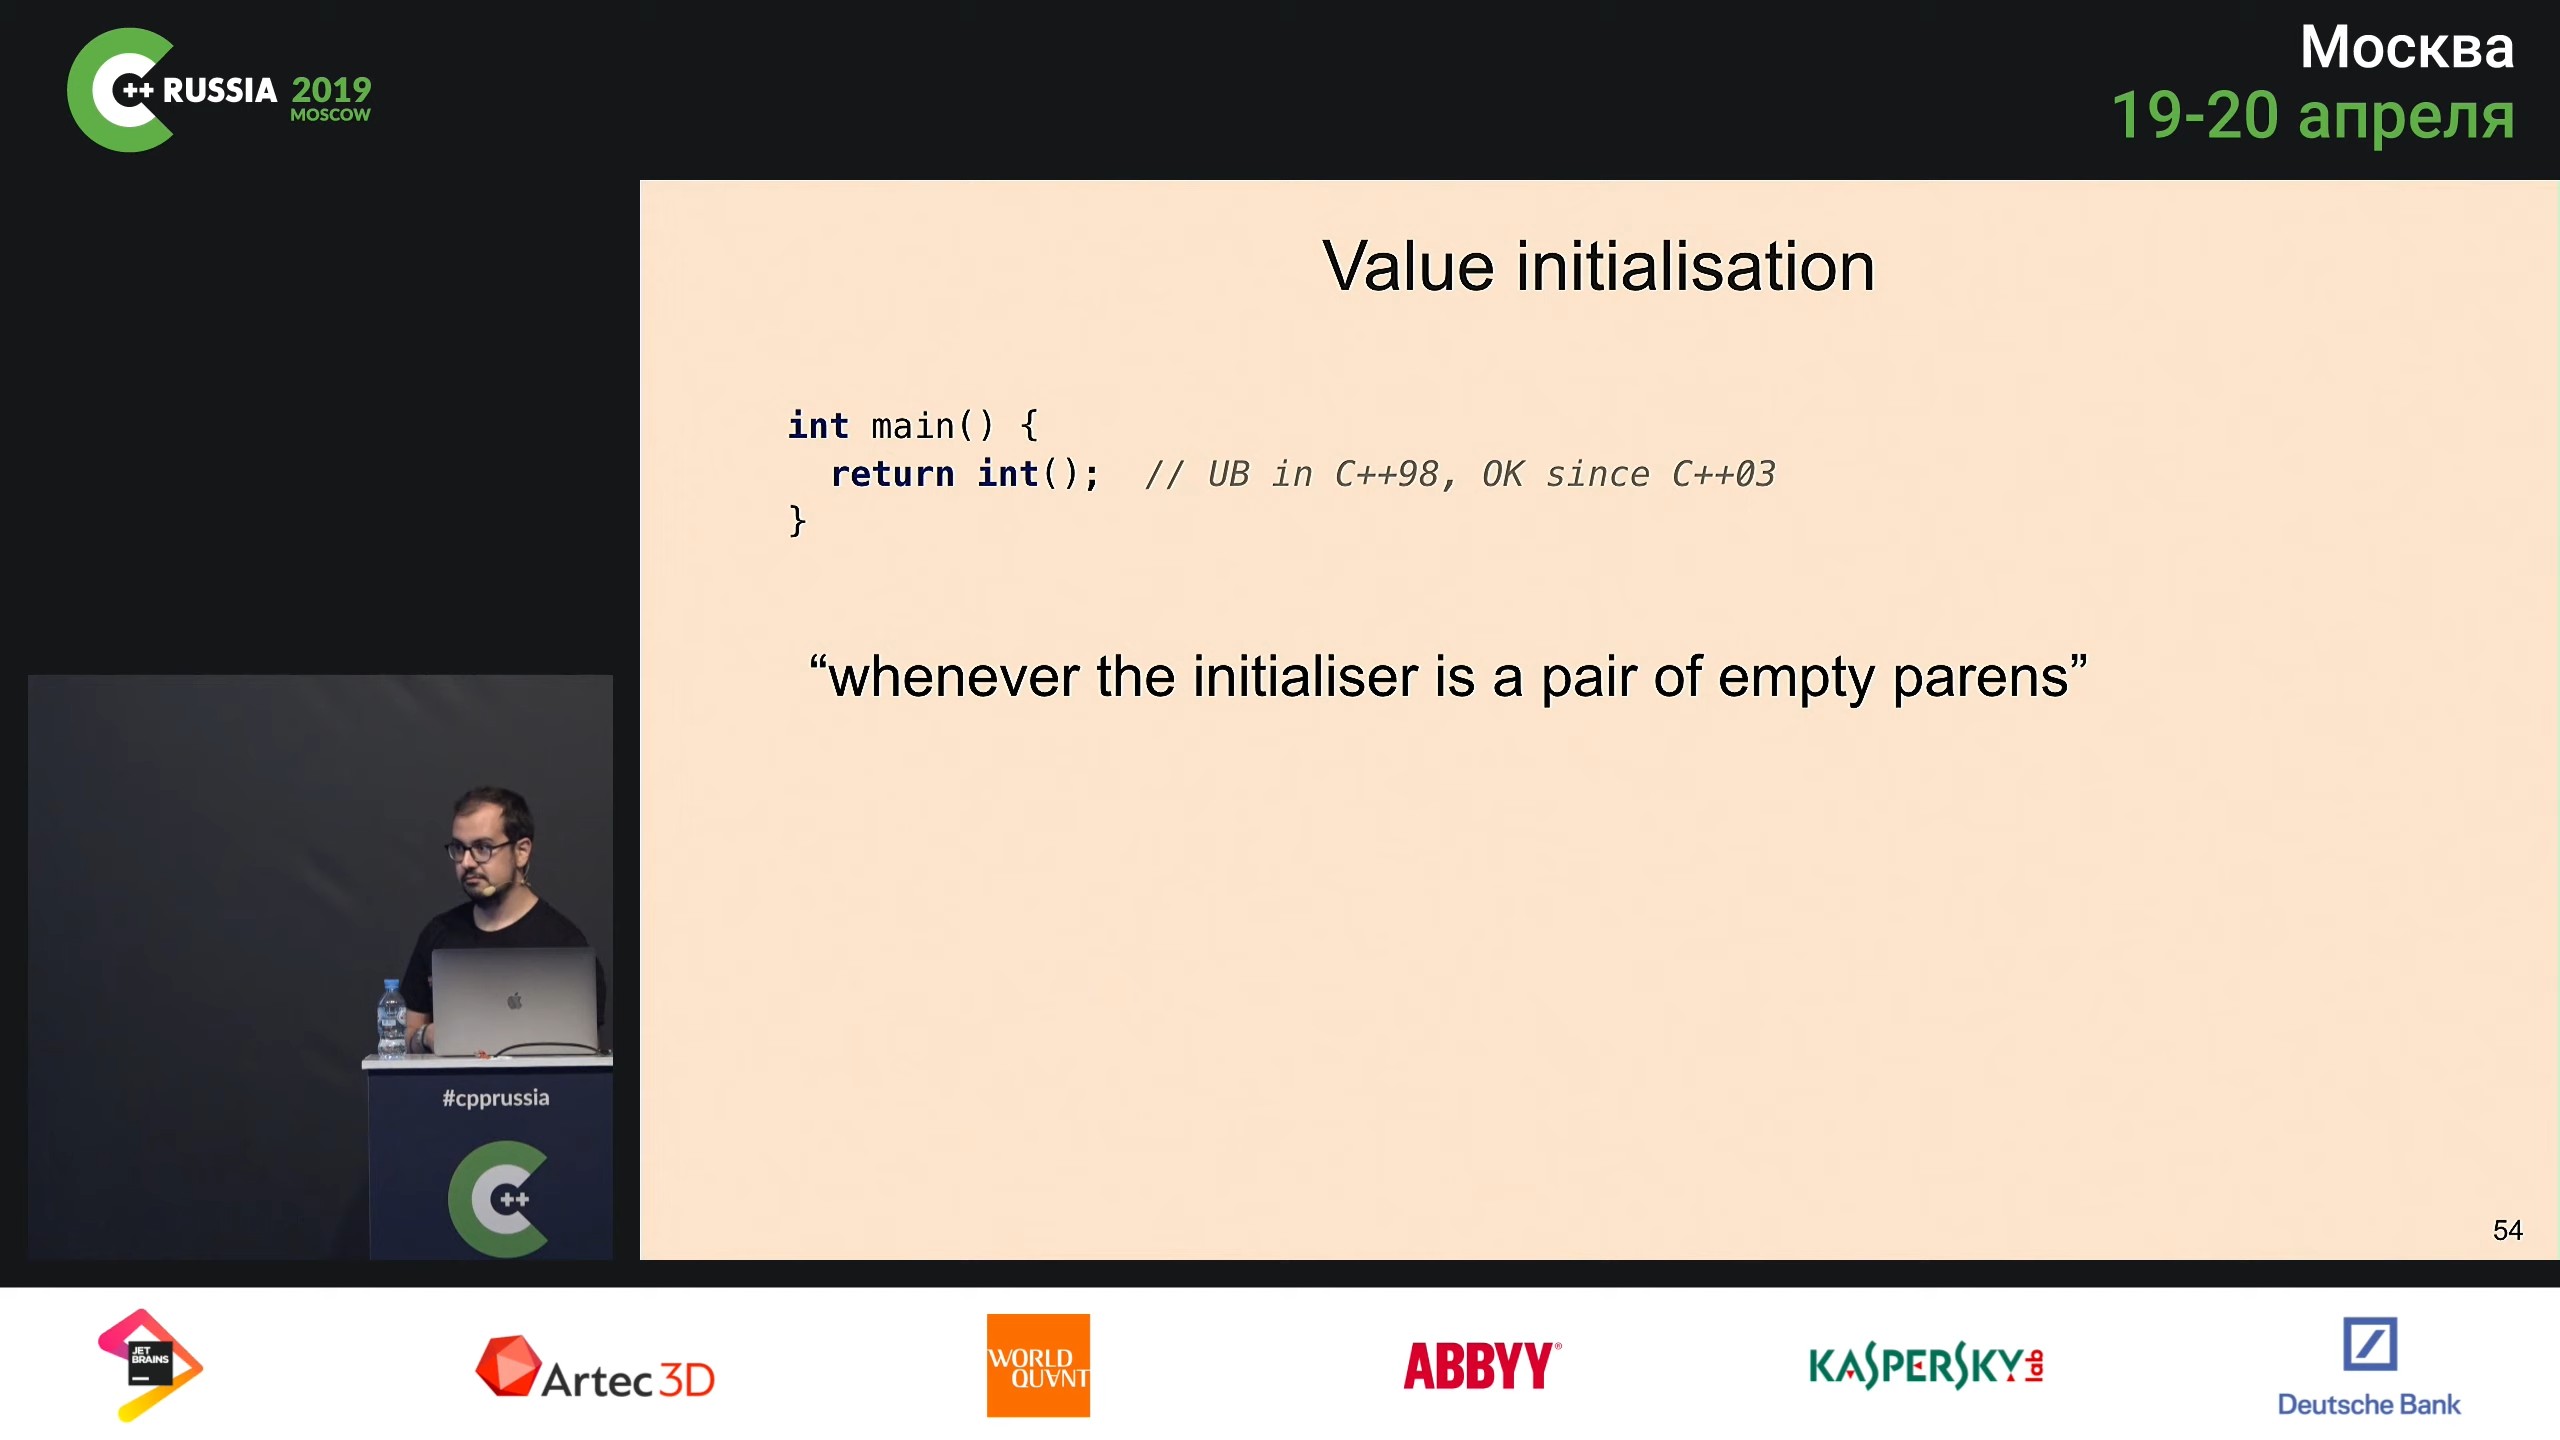 C++ RUSSIA 2019
MOSCOW
Москва
19-20 апреля
Value initialisation
int main() {
return int(); // UB in C++98, OK since C++03
}
“whenever the initialiser is a pair of empty parens”
54
#cpprussia
C++
JET
BRAINS
Artec 3D
WORLD
QUANT
ABBYY®
KASPERSKY lab
Deutsche Bank